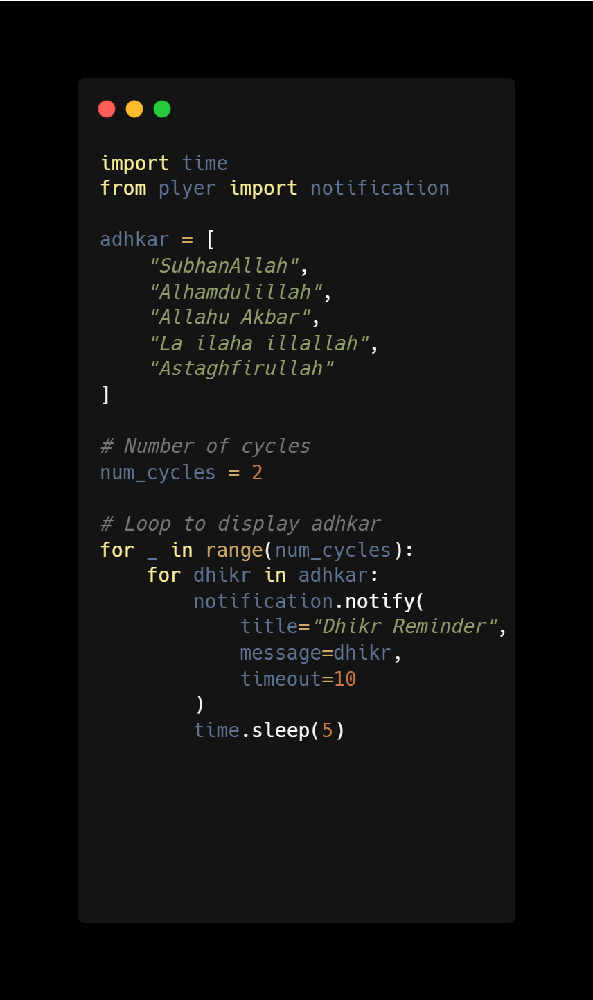 import time
from plyer import notification

adhkar = [
    "SubhanAllah",
    "Alhamdulillah",
    "Allahu Akbar",
    "La ilaha illallah",
    "Astaghfirullah"
]

# Number of cycles
num_cycles = 2

# Loop to display adhkar
for _ in range(num_cycles):
    for dhikr in adhkar:
        notification.notify(
            title="Dhikr Reminder",
            message=dhikr,
            timeout=10
        )
        time.sleep(5)